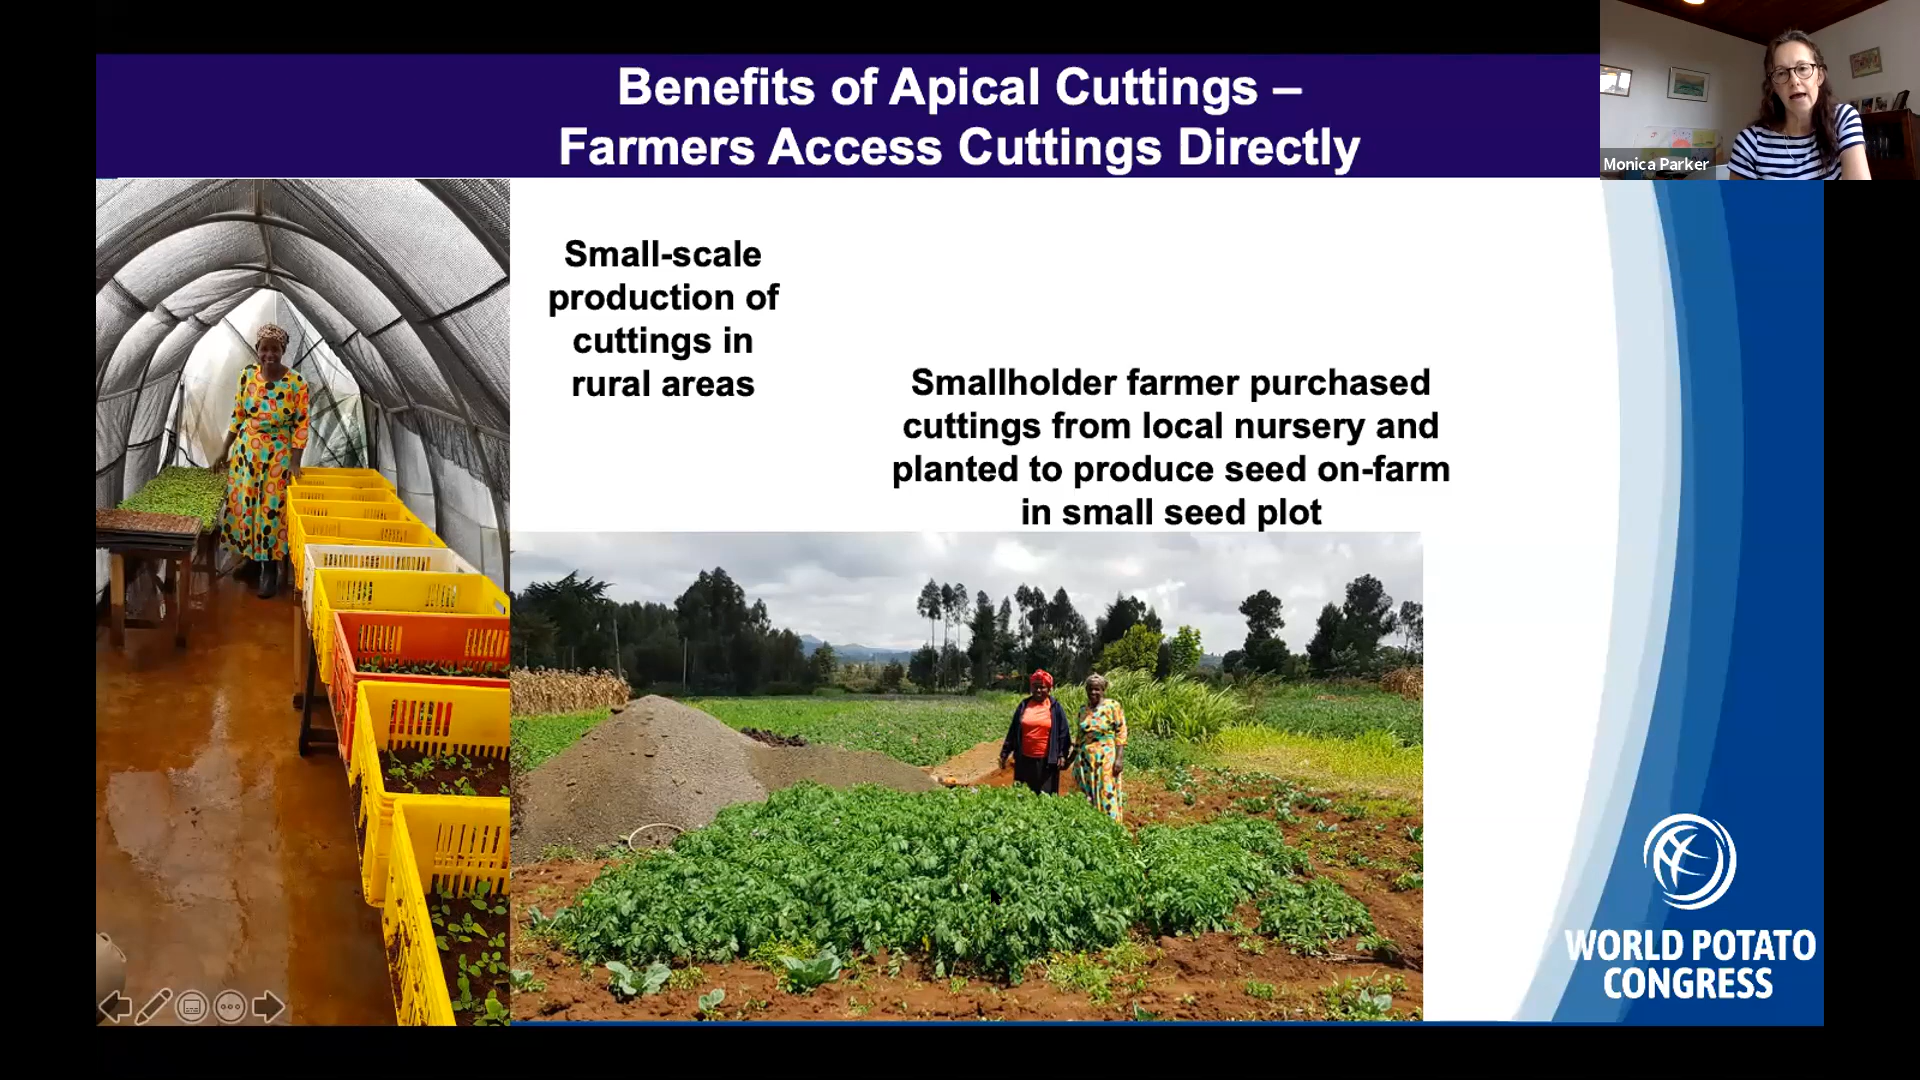 Benefits of Apical Cuttings –
Farmers Access Cuttings Directly
Monica Parker
Small-scale
production of
cuttings in
rural areas
Smallholder farmer purchased
cuttings from local nursery and
planted to produce seed on-farm
in small seed plot
WORLD POTATO
CONGRESS